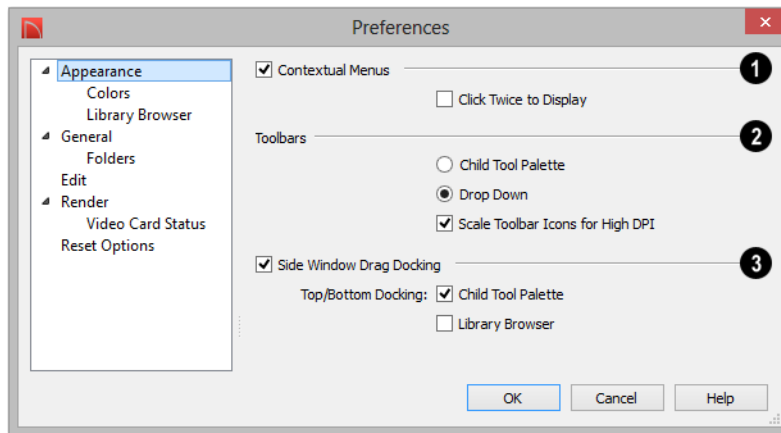 Preferences
Appearance
Colors
Library Browser
General
Folders
Edit
Render
Video Card Status
Reset Options
Contextual Menus 1
Click Twice to Display
Toolbars 2
Child Tool Palette
Drop Down
Scale Toolbar Icons for High DPI
Side Window Drag Docking 3
Top/Bottom Docking: Child Tool Palette
Library Browser
OK Cancel Help